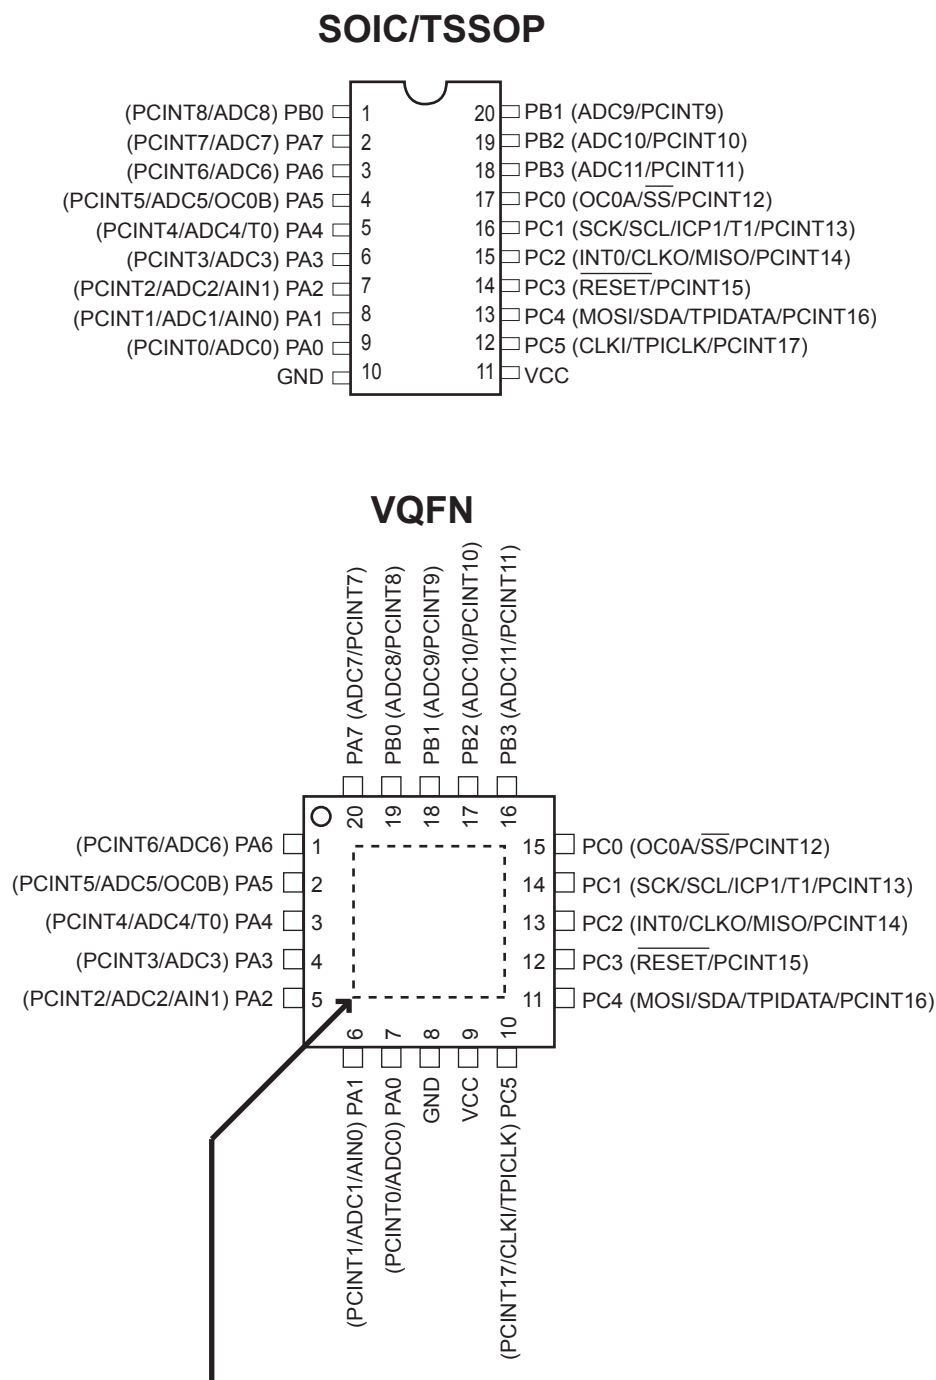 SOIC/TSSOP
(PCINT8/ADC8) PB0 1 20 PB1 (ADC9/PCINT9)
(PCINT7/ADC7) PA7 2 19 PB2 (ADC10/PCINT10)
(PCINT6/ADC6) PA6 3 18 PB3 (ADC11/PCINT11)
(PCINT5/ADC5/OC0B) PA5 4 17 PC0 (OC0A/SS/PCINT12)
(PCINT4/ADC4/T0) PA4 5 16 PC1 (SCK/SCL/ICP1/T1/PCINT13)
(PCINT3/ADC3) PA3 6 15 PC2 (INT0/CLKO/MISO/PCINT14)
(PCINT2/ADC2/AIN1) PA2 7 14 PC3 (RESET/PCINT15)
(PCINT1/ADC1/AIN0) PA1 8 13 PC4 (MOSI/SDA/TPIDATA/PCINT16)
(PCINT0/ADC0) PA0 9 12 PC5 (CLKI/TPICLK/PCINT17)
GND 10 11 VCC
VQFN
PA7 (ADC7/PCINT7)
PB0 (ADC8/PCINT8)
PB1 (ADC9/PCINT9)
PB2 (ADC10/PCINT10)
PB3 (ADC11/PCINT11)
20 19 18 17 16
(PCINT6/ADC6) PA6 1 15 PC0 (OC0A/SS/PCINT12)
(PCINT5/ADC5/OC0B) PA5 2 14 PC1 (SCK/SCL/ICP1/T1/PCINT13)
(PCINT4/ADC4/T0) PA4 3 13 PC2 (INT0/CLKO/MISO/PCINT14)
(PCINT3/ADC3) PA3 4 12 PC3 (RESET/PCINT15)
(PCINT2/ADC2/AIN1) PA2 5 11 PC4 (MOSI/SDA/TPIDATA/PCINT16)
6 7 8 9 10
(PCINT1/ADC1/AIN0) PA1
(PCINT0/ADC0) PA0
GND
VCC
(PCINT17/CLKI/TPICLK) PC5